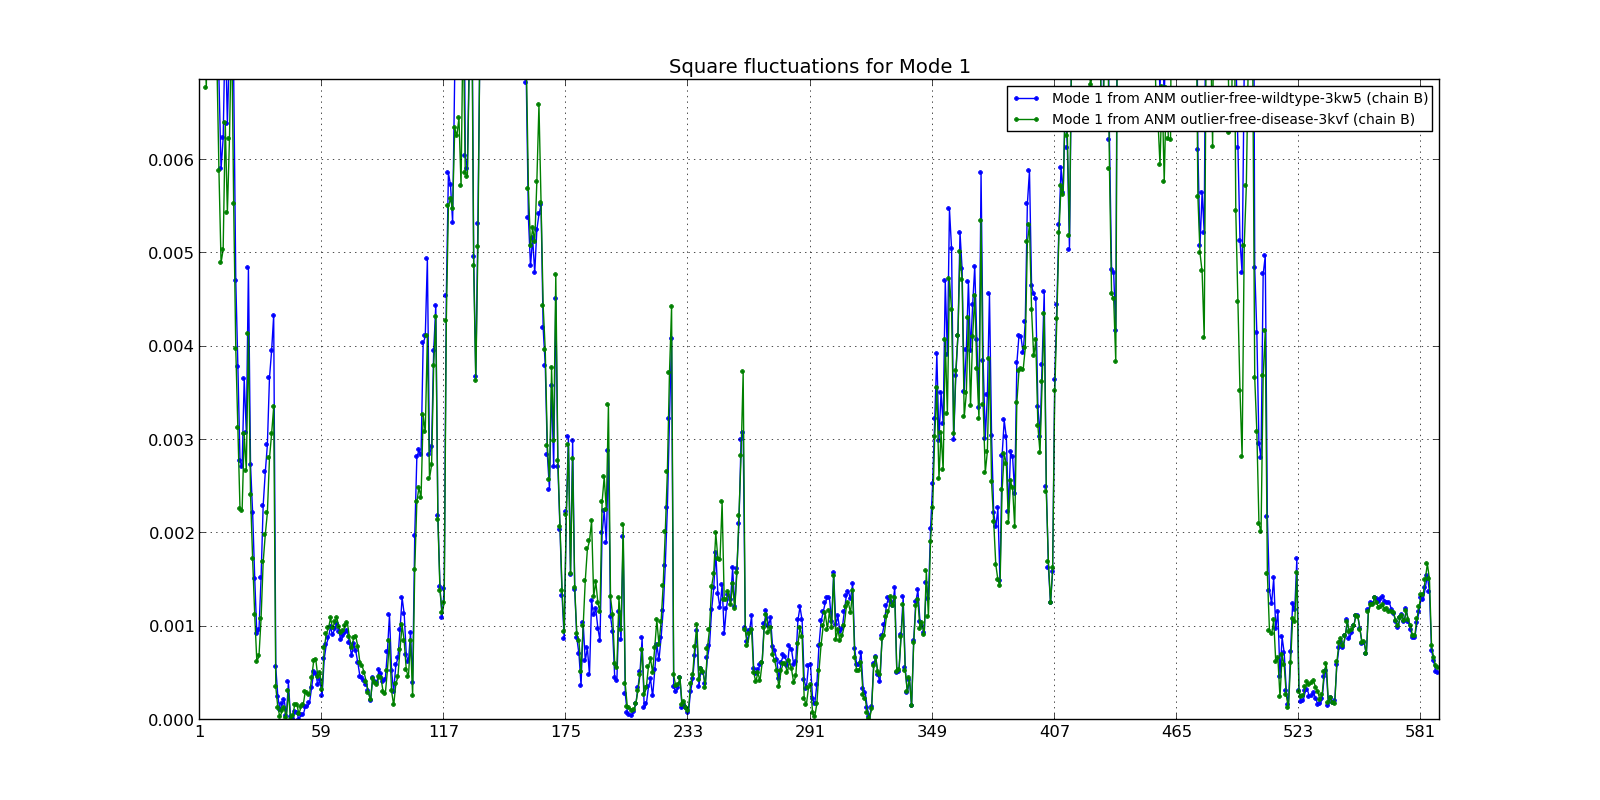 Square fluctuations for Mode 1
Mode 1 from ANM outlier-free-wildtype-3kw5 (chain B)
Mode 1 from ANM outlier-free-disease-3kvf (chain B)
0.006
0.005
0.004
0.003
0.002
0.001
0.000
1 59 117 175 233 291 349 407 465 523 581